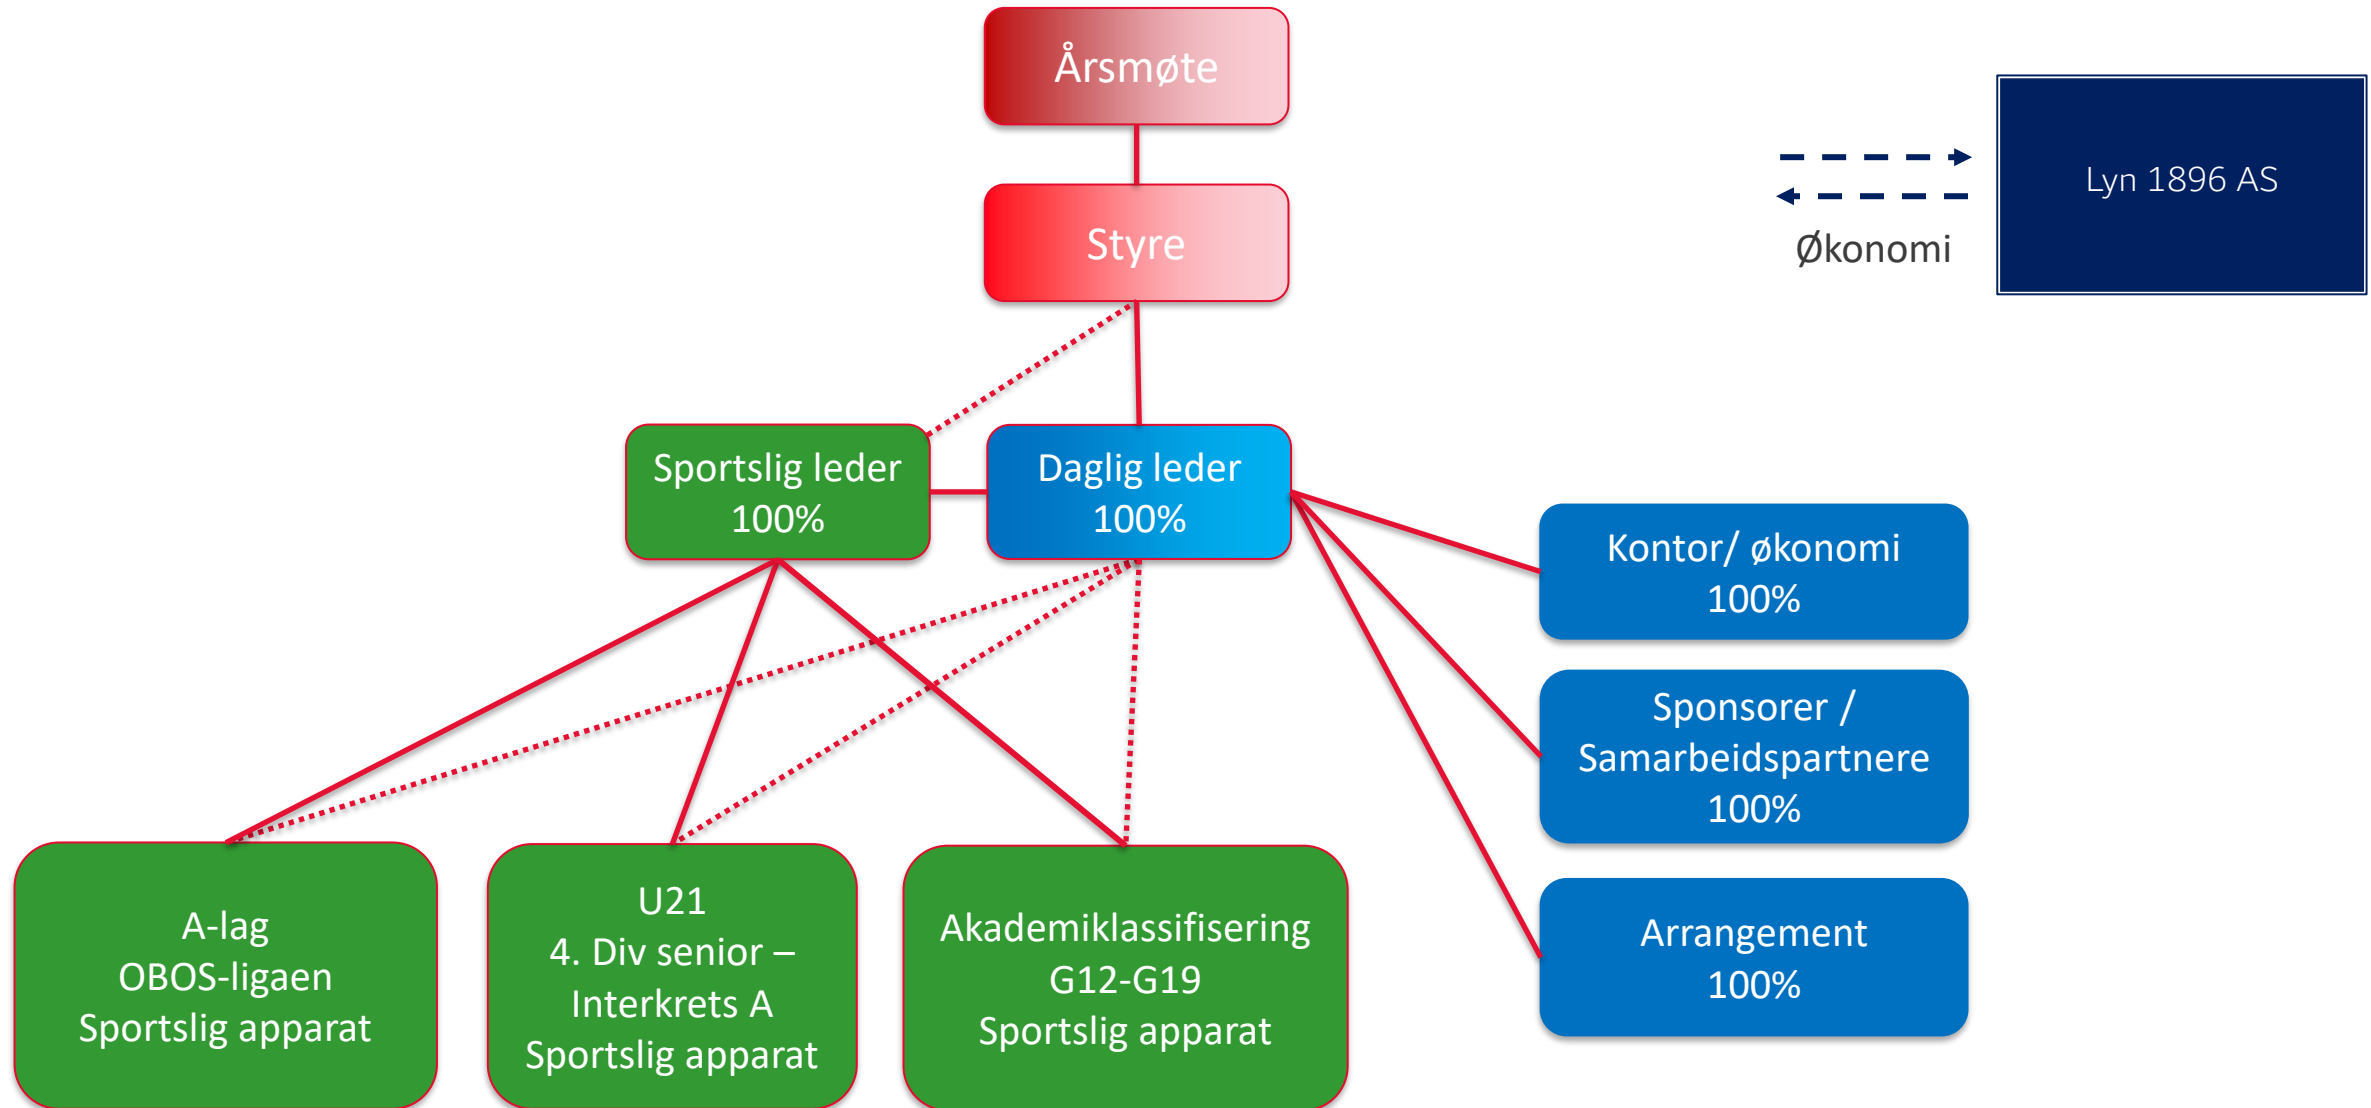 Årsmøte
Lyn 1896 AS
Styre
Økonomi
Sportslig leder
100%
Daglig leder
100%
Kontor/ økonomi
100%
Sponsorer /
Samarbeidspartnere
100%
Arrangement
100%
A-lag
OBOS-ligaen
Sportslig apparat
U21
4. Div senior –
Interkrets A
Sportslig apparat
Akademiklassifisering
G12-G19
Sportslig apparat